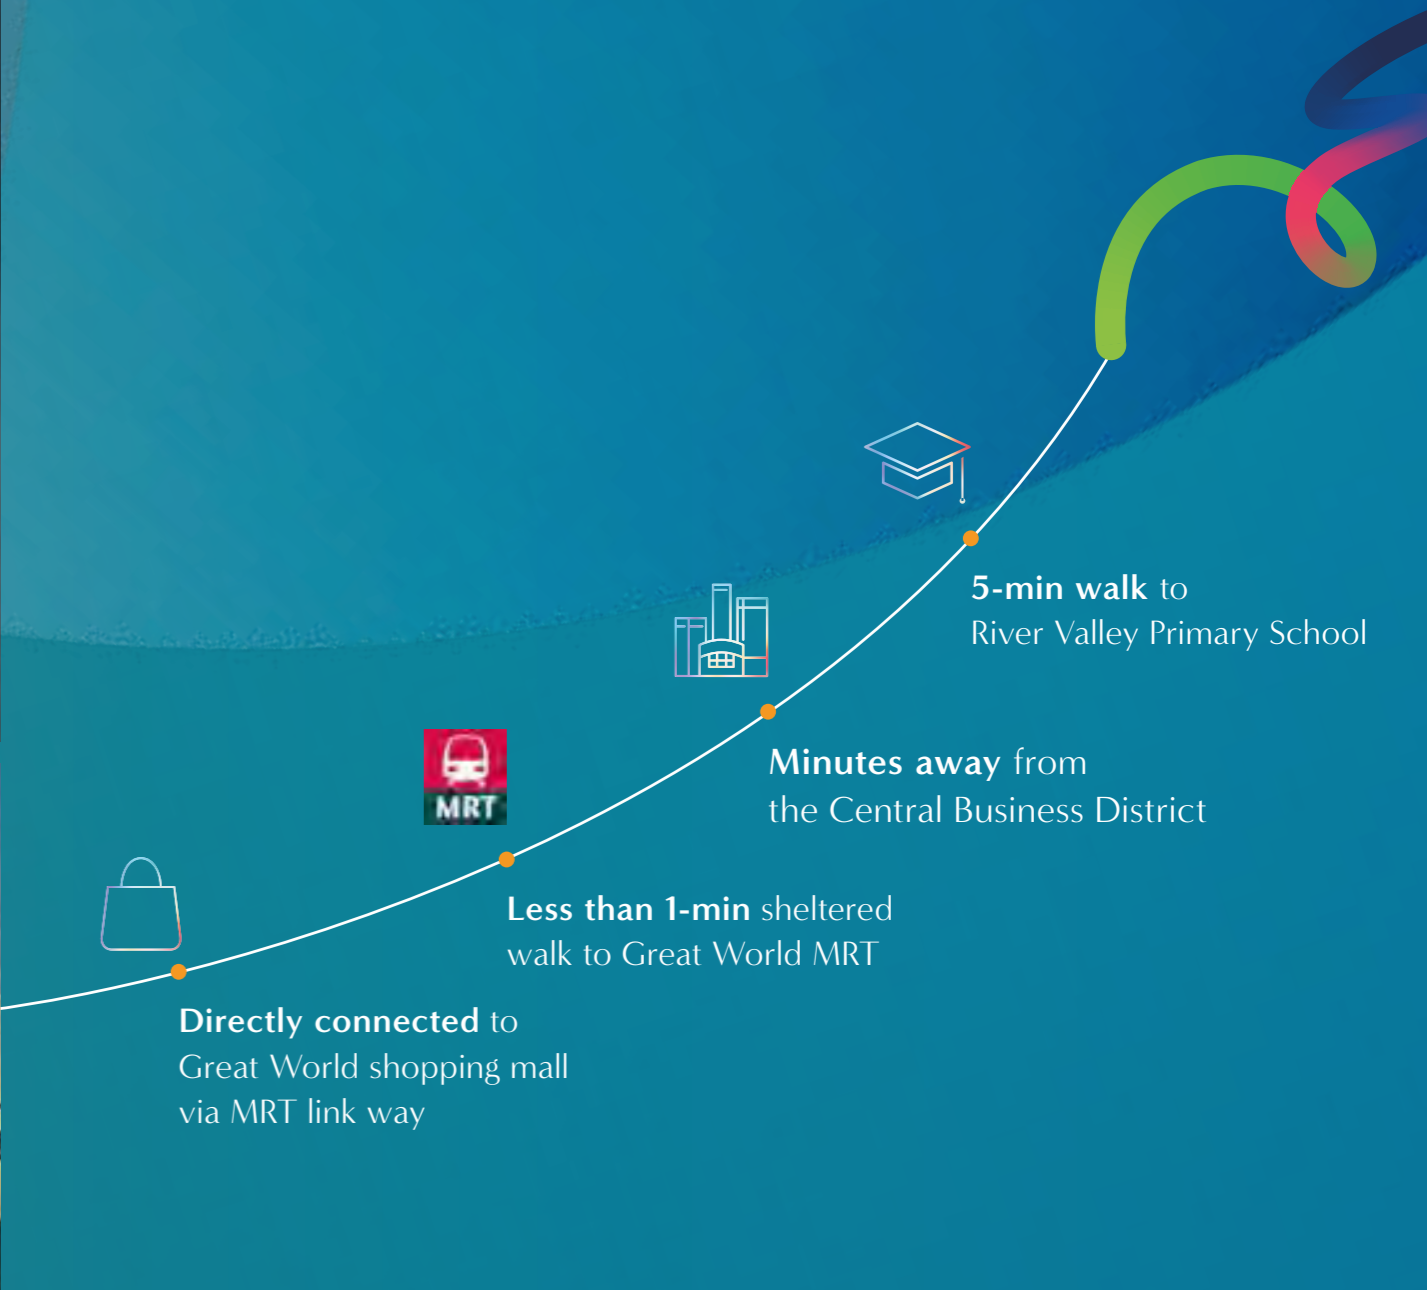 5-min walk to
River Valley Primary School
Minutes away from
the Central Business District
MRT
Less than 1-min sheltered
walk to Great World MRT
Directly connected to
Great World shopping mall
via MRT link way